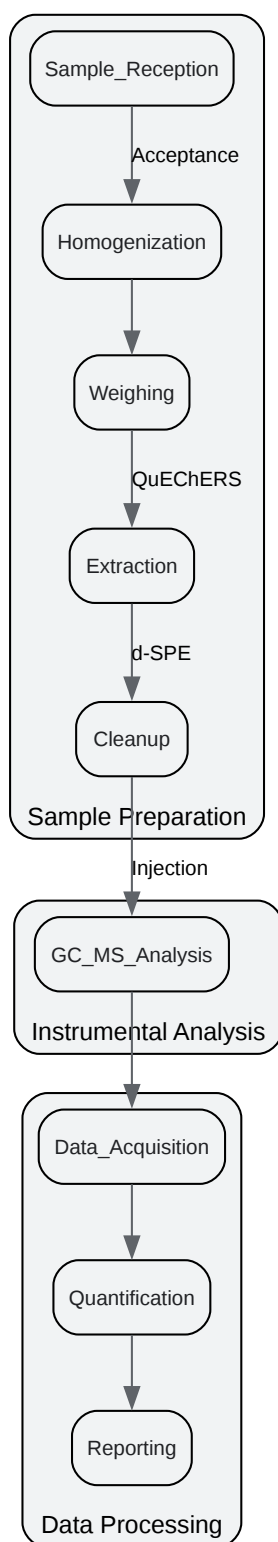 Sample_Reception
Acceptance
Homogenization
Weighing
QuEChERS
Extraction
d-SPE
Cleanup
Sample Preparation
Injection
GC_MS_Analysis
Instrumental Analysis
Data_Acquisition
Quantification
Reporting
Data Processing